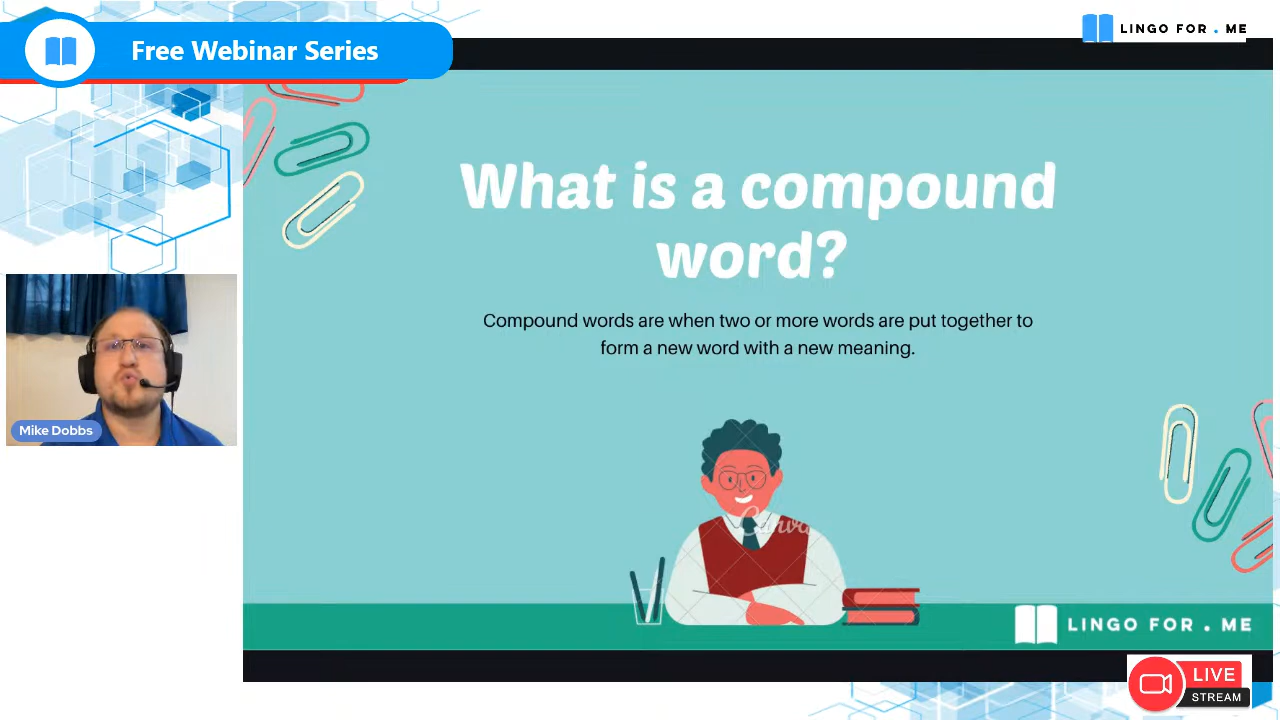 Free Webinar Series
LINGO FOR . ME
What is a compound
word?
Compound words are when two or more words are put together to
form a new word with a new meaning.
Mike Dobbs
Canva
LINGO FOR . ME
LIVE
STREAM